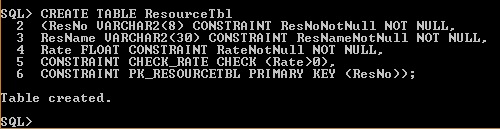 SQL> CREATE TABLE ResourceTbl
2 (ResNo VARCHAR2(8) CONSTRAINT ResNoNotNull NOT NULL,
3 ResName VARCHAR2(30) CONSTRAINT ResNameNotNull NOT NULL,
4 Rate FLOAT CONSTRAINT RateNotNull NOT NULL,
5 CONSTRAINT CHECK_RATE CHECK (Rate>0),
6 CONSTRAINT PK_RESOURCETBL PRIMARY KEY (ResNo));
Table created.
SQL>